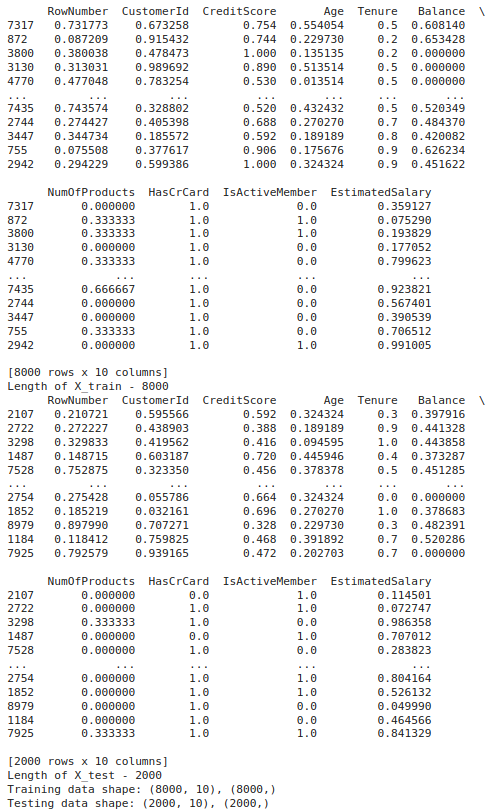 RowNumber  CustomerId  CreditScore       Age  Tenure   Balance  \
7317   0.731773    0.673258        0.754  0.554054     0.5  0.608140
872    0.087209    0.915432        0.744  0.229730     0.2  0.653428
3800   0.380038    0.478473        1.000  0.135135     0.2  0.000000
3130   0.313031    0.989692        0.890  0.513514     0.5  0.000000
4770   0.477048    0.783254        0.530  0.013514     0.5  0.000000
...         ...         ...          ...       ...     ...       ...
7435   0.743574    0.328802        0.520  0.432432     0.5  0.520349
2744   0.274427    0.405398        0.688  0.270270     0.7  0.484370
3447   0.344734    0.185572        0.592  0.189189     0.8  0.420082
755    0.075508    0.377617        0.906  0.175676     0.9  0.626234
2942   0.294229    0.599386        1.000  0.324324     0.9  0.451622

      NumOfProducts  HasCrCard  IsActiveMember  EstimatedSalary
7317       0.000000        1.0             0.0         0.359127
872        0.333333        1.0             1.0         0.075290
3800       0.333333        1.0             1.0         0.193829
3130       0.000000        1.0             0.0         0.177052
4770       0.333333        1.0             1.0         0.799623
...             ...        ...             ...              ...
7435       0.666667        1.0             0.0         0.923821
2744       0.000000        1.0             0.0         0.567401
3447       0.000000        1.0             0.0         0.390539
755        0.333333        1.0             0.0         0.706512
2942       0.000000        1.0             1.0         0.991005

[8000 rows x 10 columns]
Length of X_train - 8000
      RowNumber  CustomerId  CreditScore       Age  Tenure   Balance  \
2107   0.210721    0.595566        0.592  0.324324     0.3  0.397916
2722   0.272227    0.438903        0.388  0.189189     0.9  0.441328
3298   0.329833    0.419562        0.416  0.094595     1.0  0.443858
1487   0.148715    0.603187        0.720  0.445946     0.4  0.373287
7528   0.752875    0.323350        0.456  0.378378     0.5  0.451285
...         ...         ...          ...       ...     ...       ...
2754   0.275428    0.055786        0.664  0.324324     0.0  0.000000
1852   0.185219    0.032161        0.696  0.270270     1.0  0.378683
8979   0.897990    0.707271        0.328  0.229730     0.3  0.482391
1184   0.118412    0.759825        0.468  0.391892     0.7  0.520286
7925   0.792579    0.939165        0.472  0.202703     0.7  0.000000

      NumOfProducts  HasCrCard  IsActiveMember  EstimatedSalary
2107       0.000000        0.0             1.0         0.114501
2722       0.000000        1.0             1.0         0.072747
3298       0.333333        1.0             0.0         0.986358
1487       0.000000        1.0             0.0         0.707012
7528       0.000000        1.0             0.0         0.283823
...             ...        ...             ...              ...
2754       0.000000        1.0             1.0         0.804164
1852       0.000000        1.0             1.0         0.526132
8979       0.000000        1.0             0.0         0.049990
1184       0.000000        1.0             0.0         0.464566
7925       0.333333        1.0             1.0         0.841329

[2000 rows x 10 columns]
Length of X_test - 2000
Training data shape: (8000, 10), (8000,)
Testing data shape: (2000, 10), (2000,)